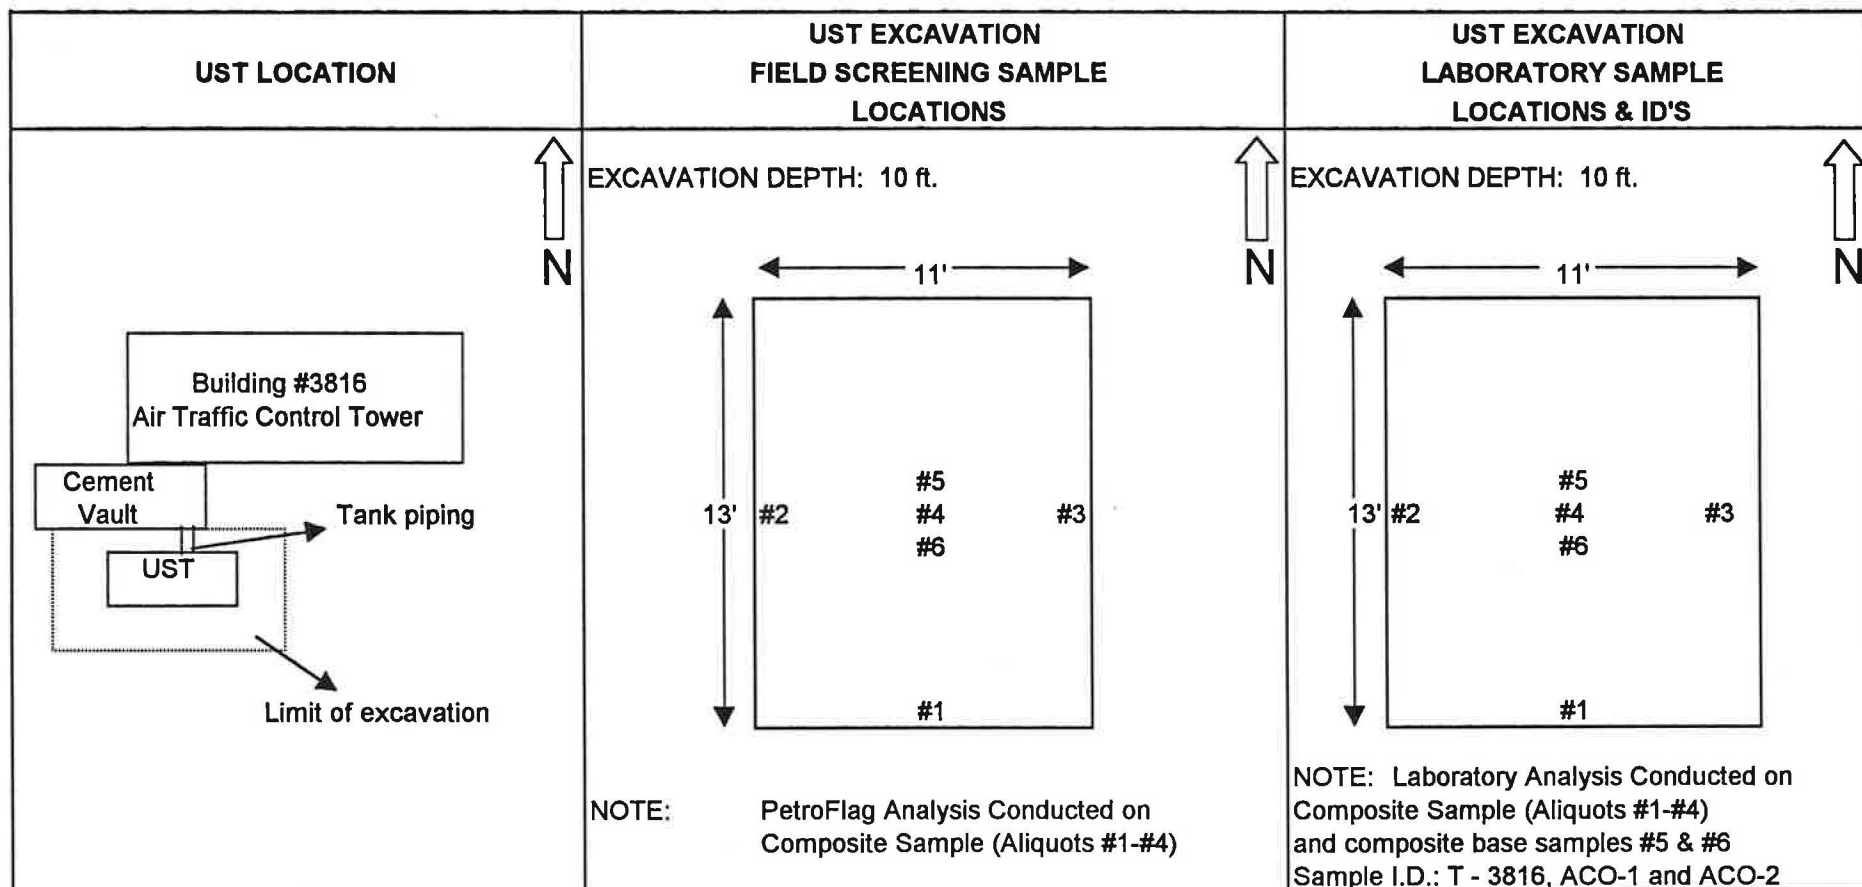 UST LOCATION
UST EXCAVATION
FIELD SCREENING SAMPLE
LOCATIONS
UST EXCAVATION
LABORATORY SAMPLE
LOCATIONS & ID'S
N
Building #3816
Air Traffic Control Tower
Cement
Vault
Tank piping
UST
Limit of excavation
EXCAVATION DEPTH: 10 ft.
N
11'
13'
#5
#2 #4 #3
#6
#1
NOTE: PetroFlag Analysis Conducted on
Composite Sample (Aliquots #1-#4)
EXCAVATION DEPTH: 10 ft.
N
11'
13'
#5
#2 #4 #3
#6
#1
NOTE: Laboratory Analysis Conducted on
Composite Sample (Aliquots #1-#4)
and composite base samples #5 & #6
Sample I.D.: T - 3816, ACO-1 and ACO-2